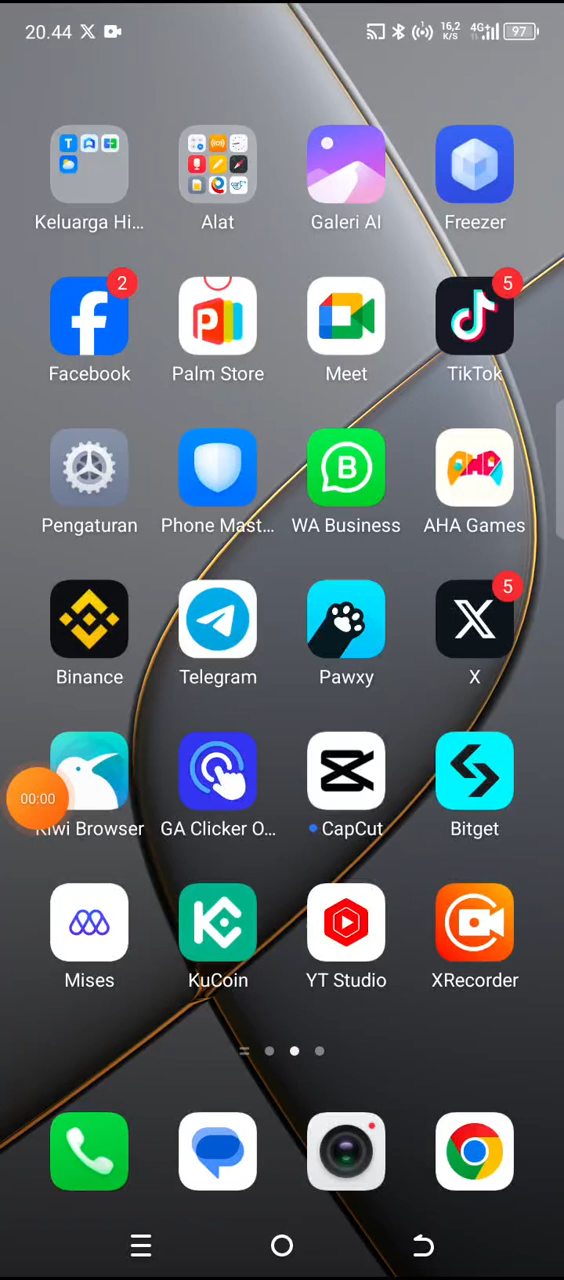 20.44
16,2
K/S
4G+
97
Keluarga Hi...
Alat
Galeri AI
Freezer
2
5
Facebook
Palm Store
Meet
TikTok
Pengaturan
Phone Mast...
WA Business
AHA Games
5
Binance
Telegram
Pawxy
X
00:00
Kiwi Browser
GA Clicker O...
CapCut
Bitget
Mises
KuCoin
YT Studio
XRecorder